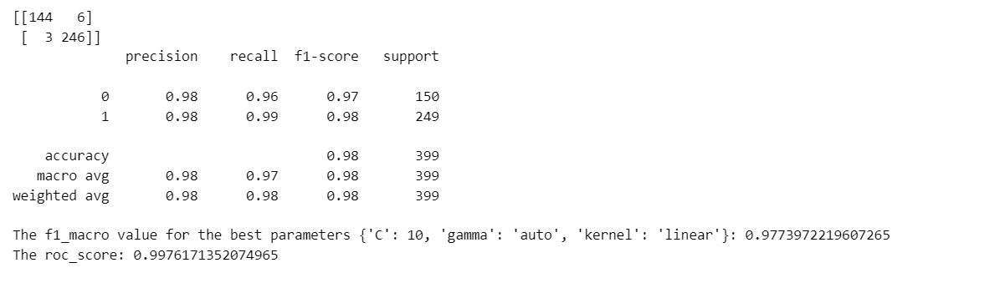 [[144   6]
 [  3 246]]
              precision    recall  f1-score   support

           0       0.98      0.96      0.97       150
           1       0.98      0.99      0.98       249

    accuracy                           0.98       399
   macro avg       0.98      0.97      0.98       399
weighted avg       0.98      0.98      0.98       399

The f1_macro value for the best parameters {'C': 10, 'gamma': 'auto', 'kernel': 'linear'}: 0.9773972219607265
The roc_score: 0.9976171352074965